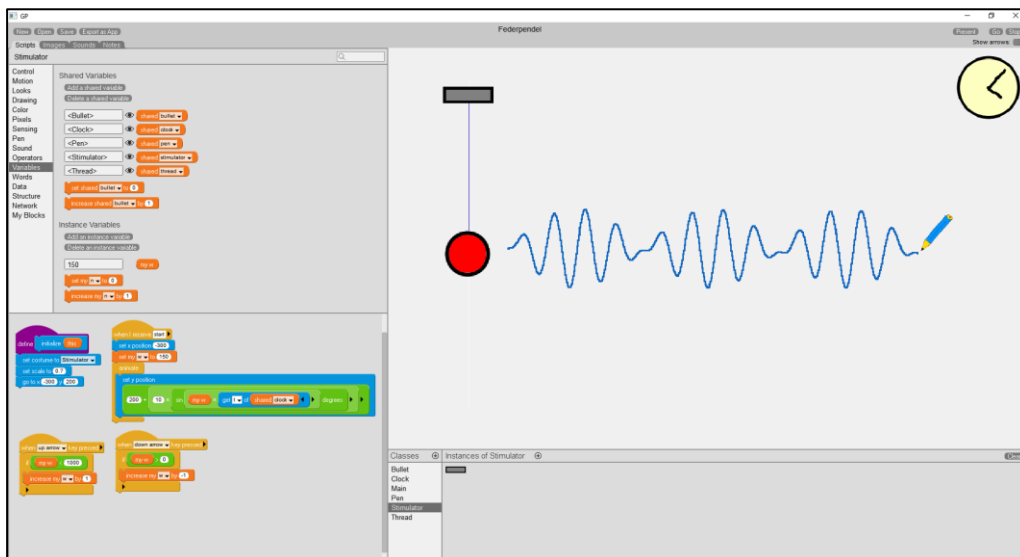 GP
Federpendel
New Open Save Export as App
Present Go Stop
Scripts Images Sounds Notes
Show arrows:
Stimulator
Control
Motion
Looks
Drawing
Color
Pixels
Sensing
Pen
Sound
Operators
Variables
Words
Data
Structure
Network
My Blocks
Shared Variables
Add a shared variable
Delete a shared variable
<Bullet> shared bullet
<Clock> shared clock
<Pen> shared pen
<Stimulator> shared stimulator
<Thread> shared thread
set shared bullet to 0
increase shared bullet by 1
Instance Variables
Add an instance variable
Delete an instance variable
150 my w
set my n to 0
increase my n by 1
define initialize this
set costume to Stimulator
set scale to 0.7
go to x -300 y 200
when I receive start
set x position -300
set my w to 150
animate
set y position
200 + 10 × sin my w × get t of shared clock degrees
when up arrow key pressed
if my w < 1000
increase my w by 1
when down arrow key pressed
if my w > 0
increase my w by -1
Classes
Bullet
Clock
Main
Pen
Stimulator
Thread
Instances of Stimulator